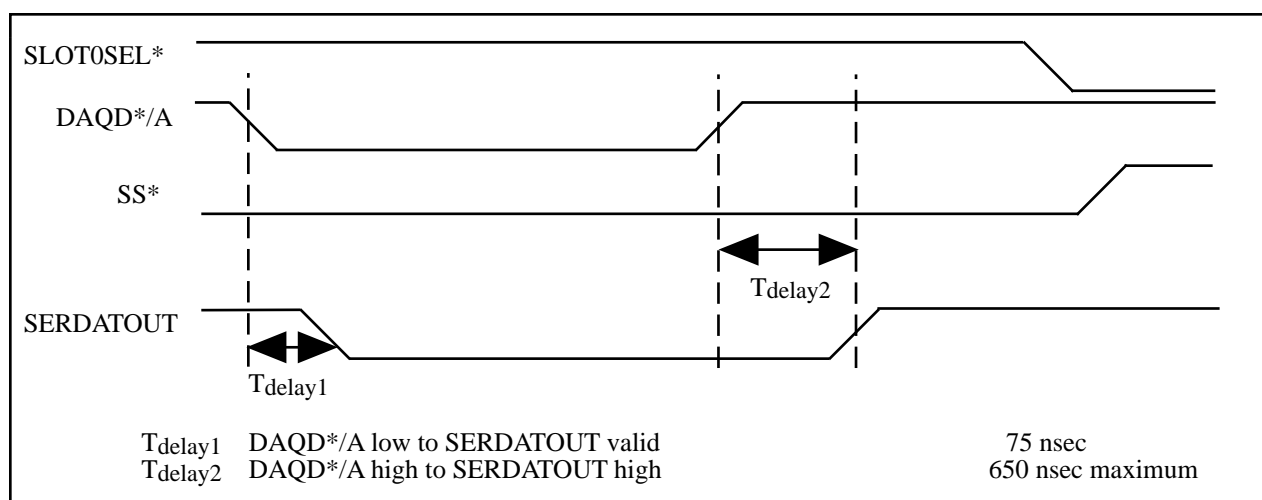 SLOT0SEL*
DAQD*/A
SS*
Tdelay2
SERDATOUT
Tdelay1
Tdelay1 DAQD*/A low to SERDATOUT valid 75 nsec
Tdelay2 DAQD*/A high to SERDATOUT high 650 nsec maximum